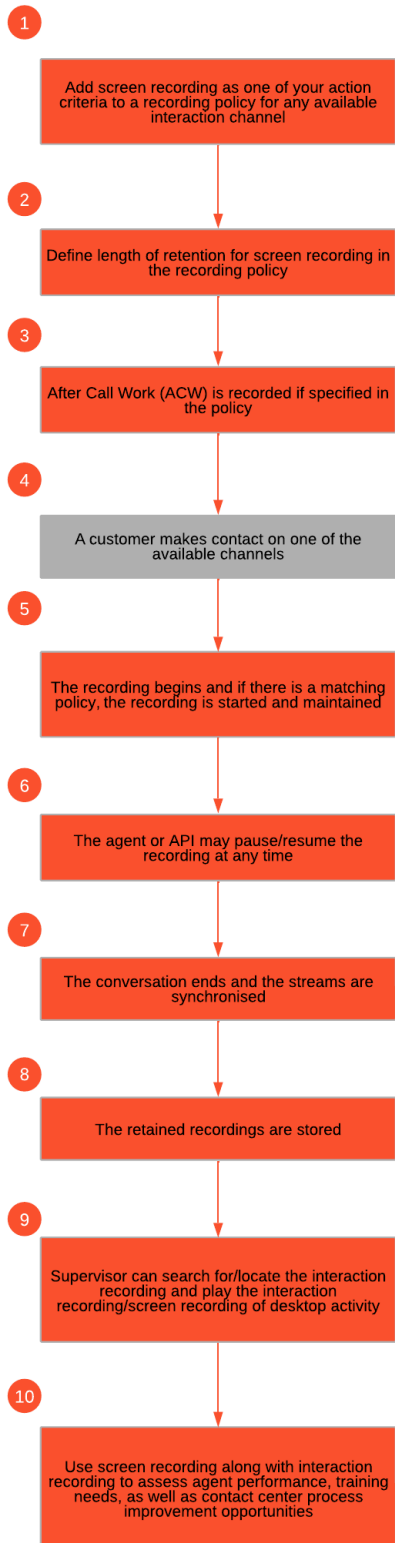 1
Add screen recording as one of your action
criteria to a recording policy for any available
interaction channel
2
Define length of retention for screen recording in
the recording policy
3
After Call Work (ACW) is recorded if specified in
the policy
4
A customer makes contact on one of the
available channels
5
The recording begins and if there is a matching
policy, the recording is started and maintained
6
The agent or API may pause/resume the
recording at any time
7
The conversation ends and the streams are
synchronised
8
The retained recordings are stored
9
Supervisor can search for/locate the interaction
recording and play the interaction
recording/screen recording of desktop activity
10
Use screen recording along with interaction
recording to assess agent performance, training
needs, as well as contact center process
improvement opportunities